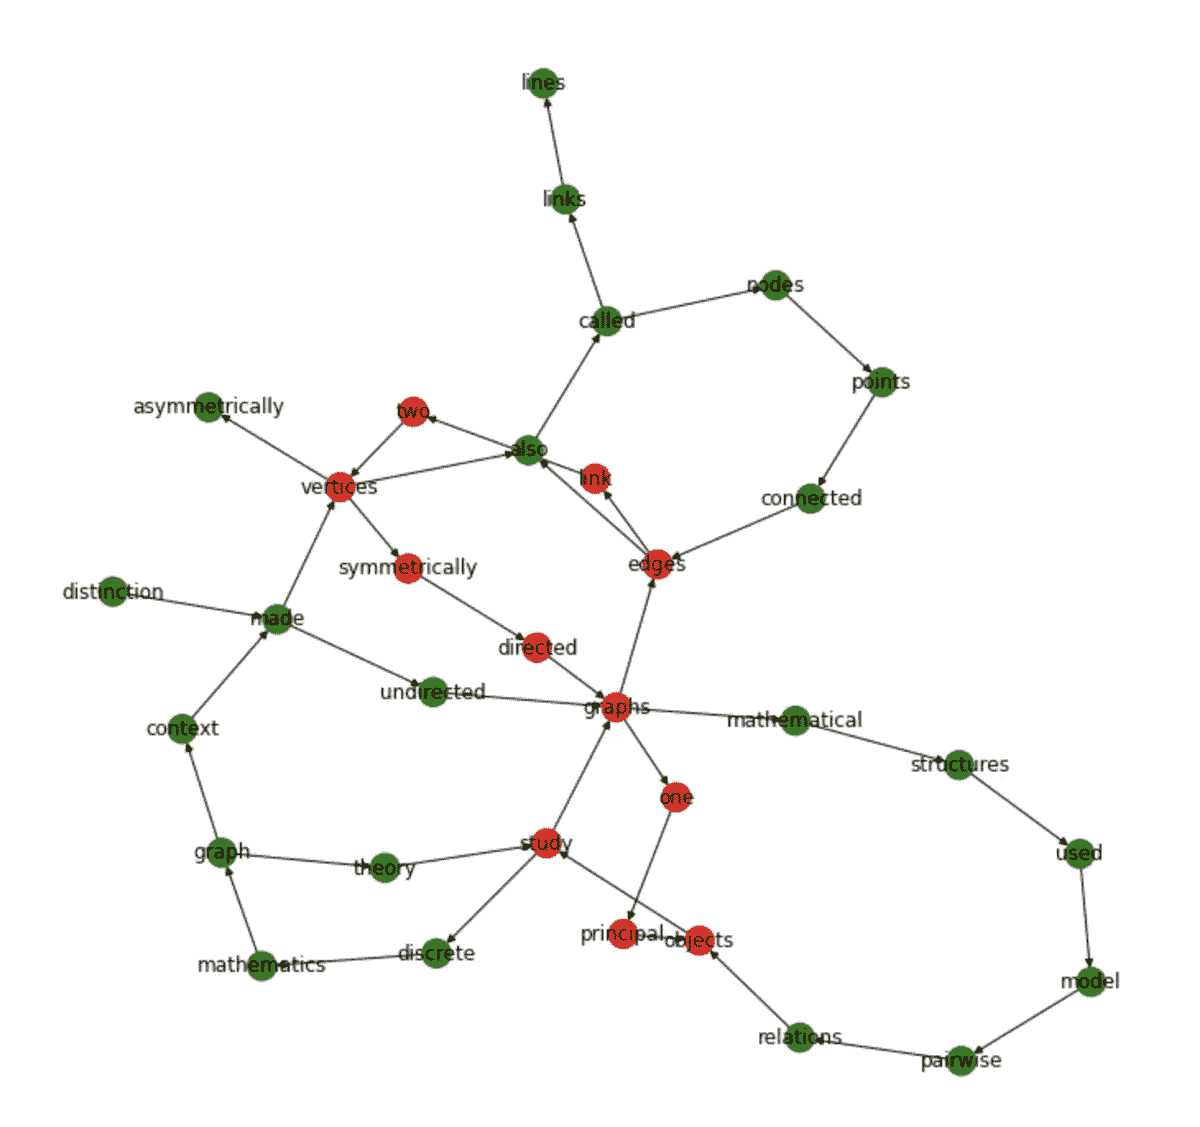 lines
links
nodes
called
points
asymmetrically
two
also
link
vertices
connected
edges
symmetrically
distinction
made
directed
undirected
graphs
mathematical
context
structures
one
study
graph
used
theory
principal
objects
discrete
mathematics
model
relations
pairwise